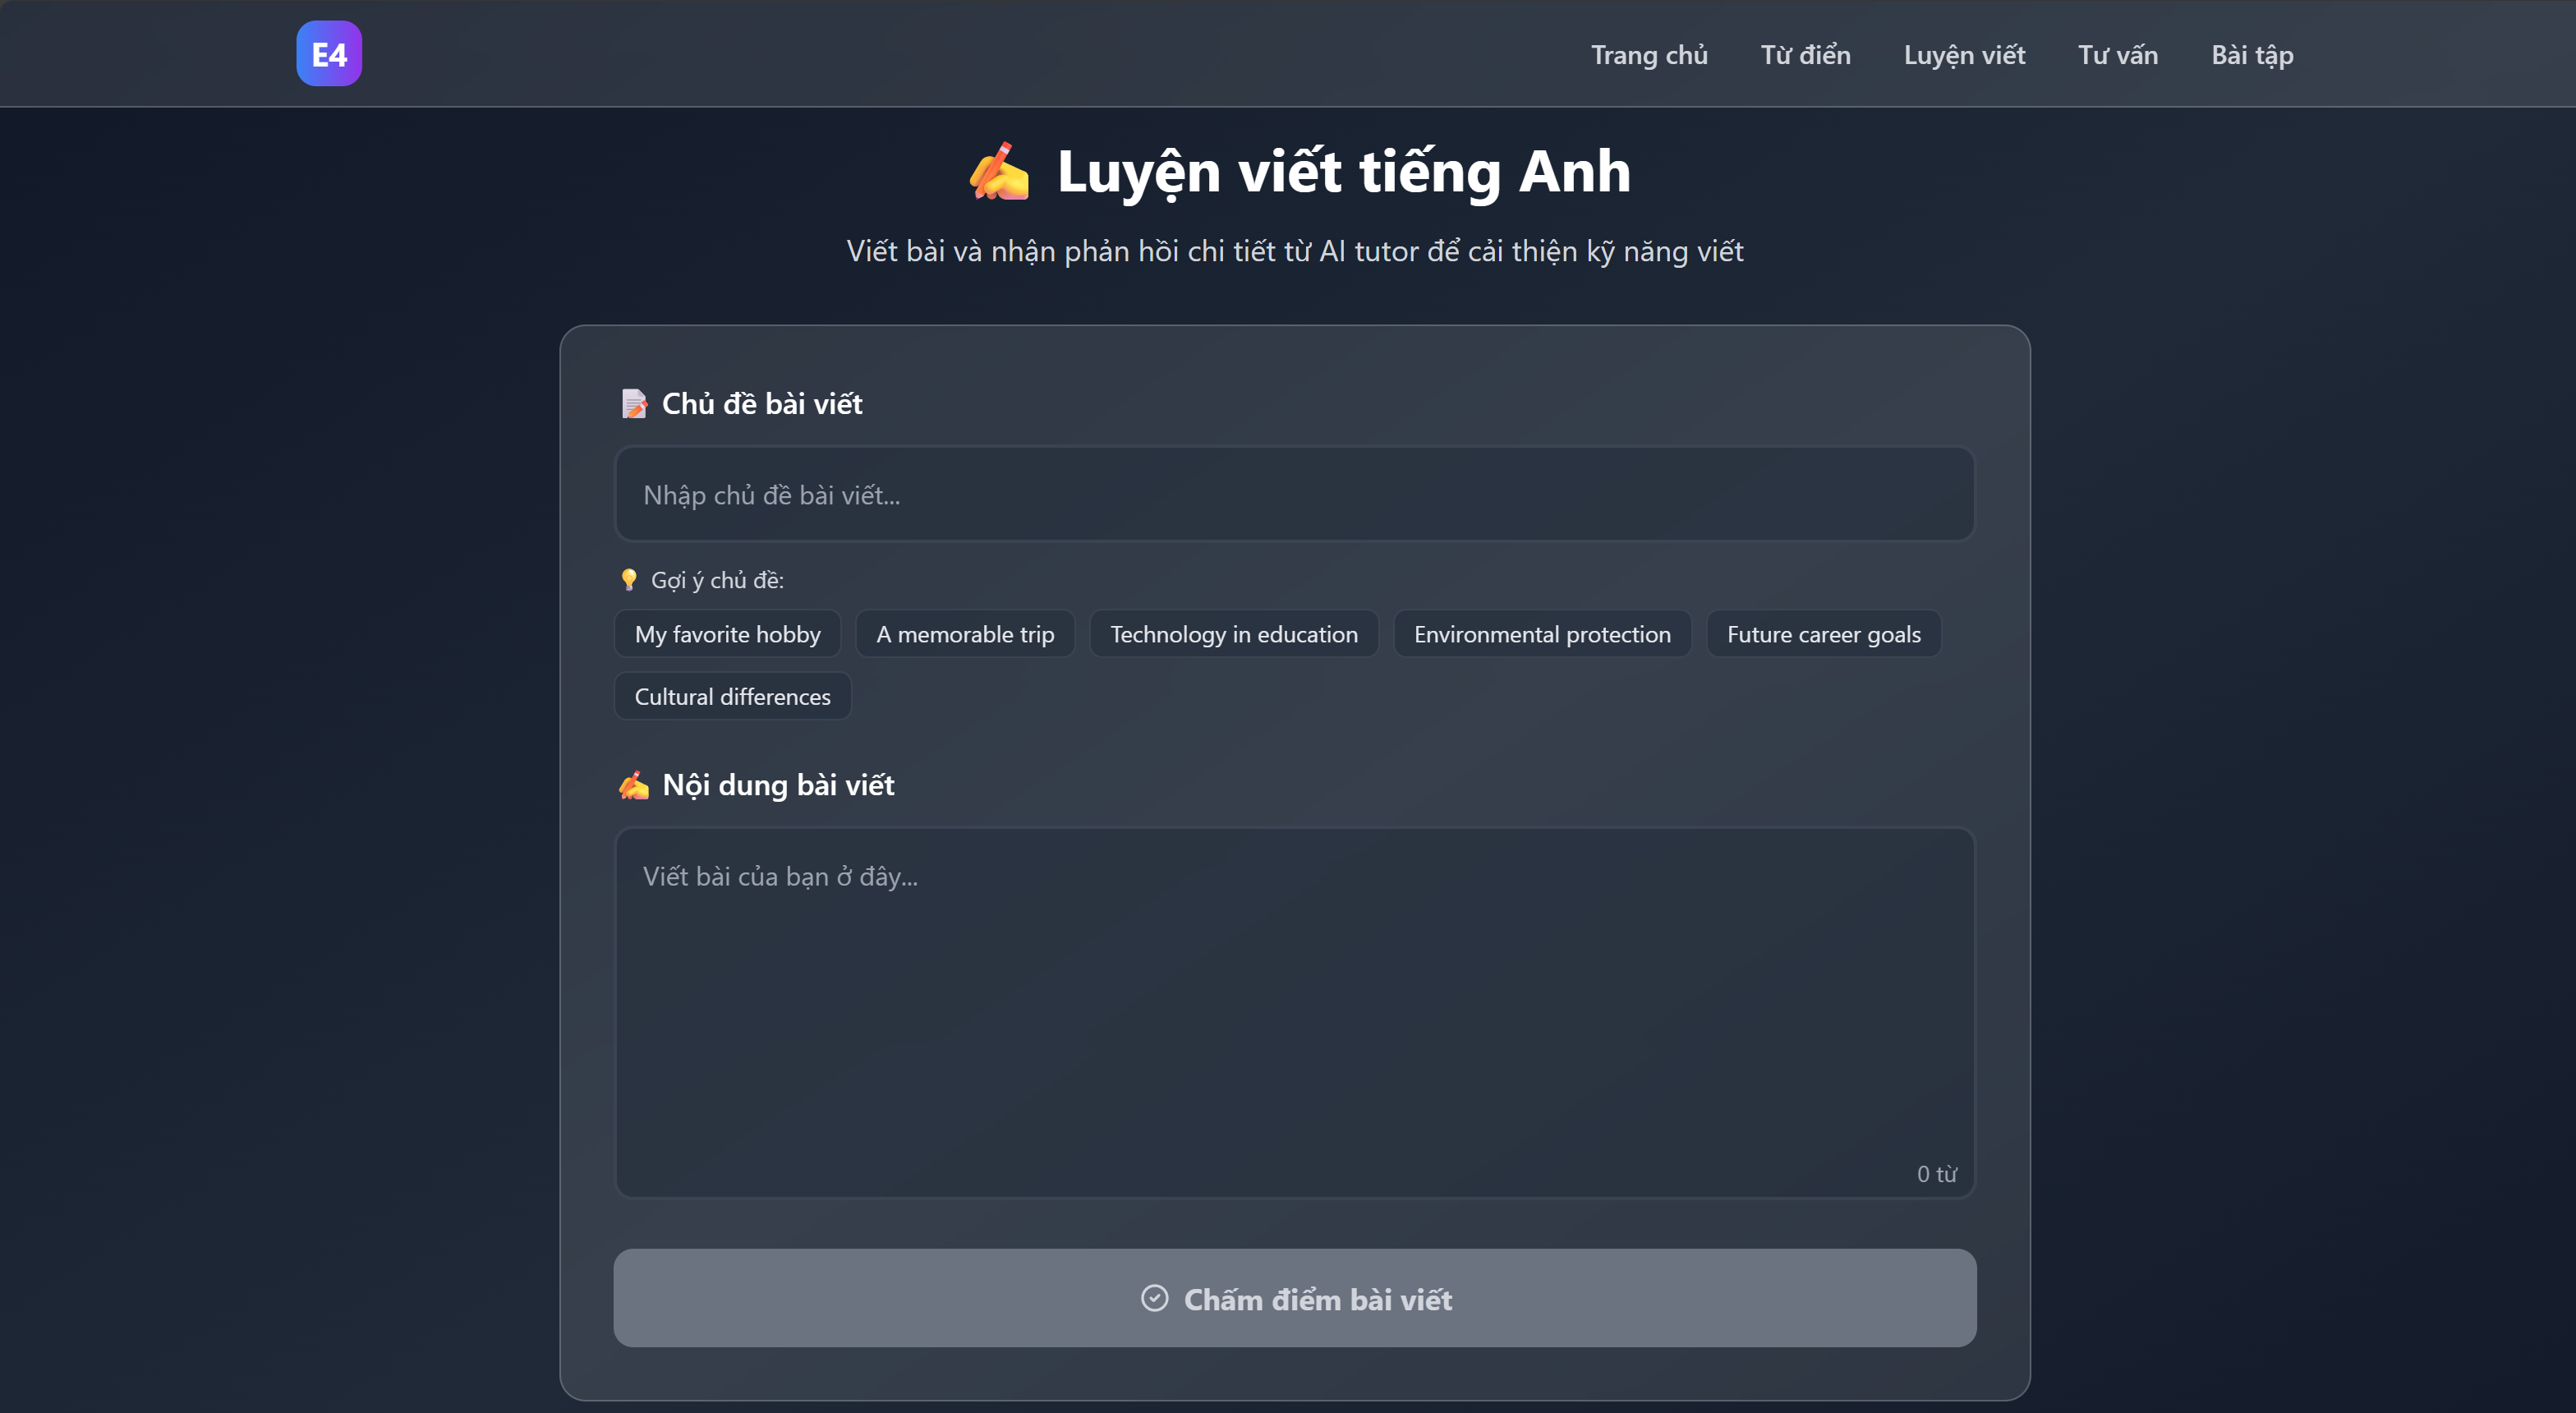 E4 Trang chủ Từ điển Luyện viết Tư vấn Bài tập
✍️ Luyện viết tiếng Anh
Viết bài và nhận phản hồi chi tiết từ AI tutor để cải thiện kỹ năng viết
📝 Chủ đề bài viết
Nhập chủ đề bài viết...
💡 Gợi ý chủ đề:
My favorite hobby A memorable trip Technology in education Environmental protection Future career goals
Cultural differences
✍️ Nội dung bài viết
Viết bài của bạn ở đây...
0 từ
Chấm điểm bài viết